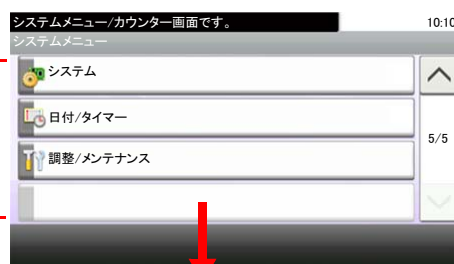 システムメニュー/カウンター画面です。
10:10
システムメニュー
システム
日付/タイマー
5/5
調整/メンテナンス